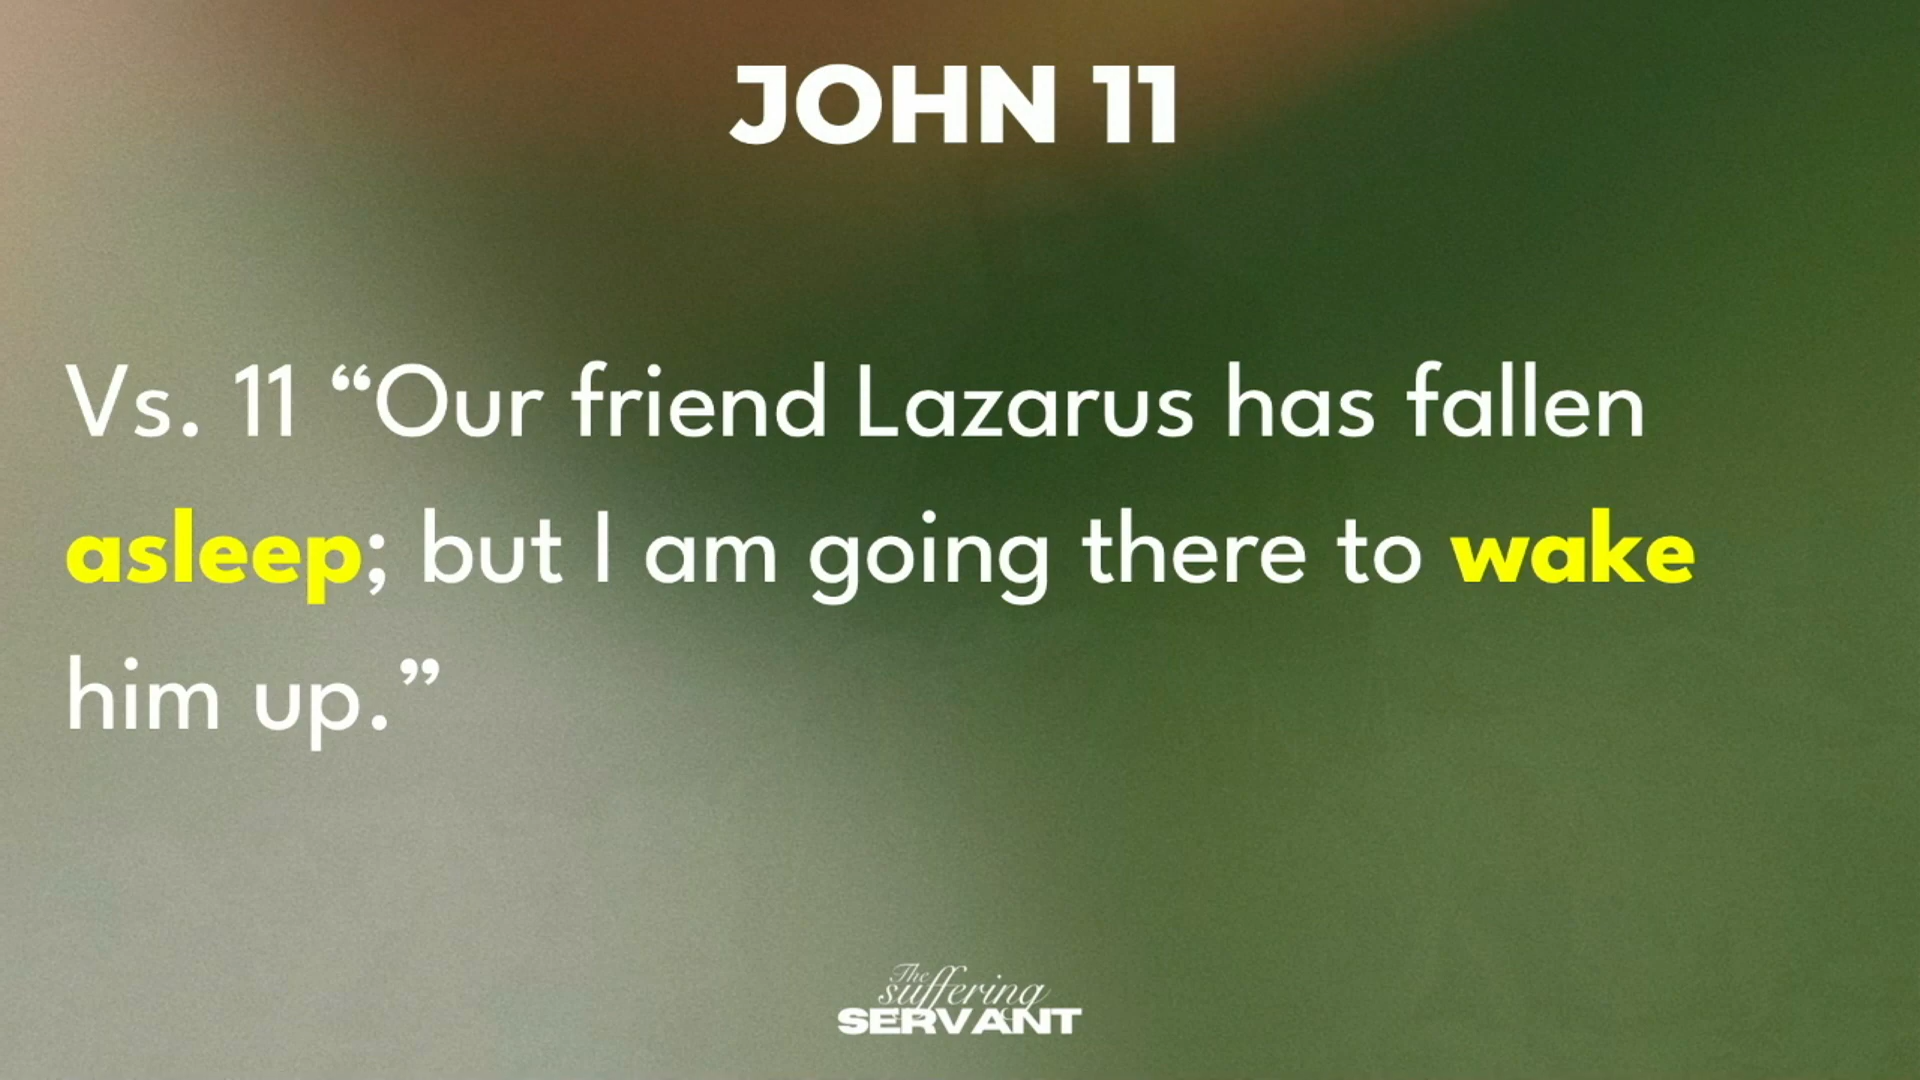 JOHN 11
Vs. 11 “Our friend Lazarus has fallen
asleep; but I am going there to wake
him up.”
The
suffering
SERVANT